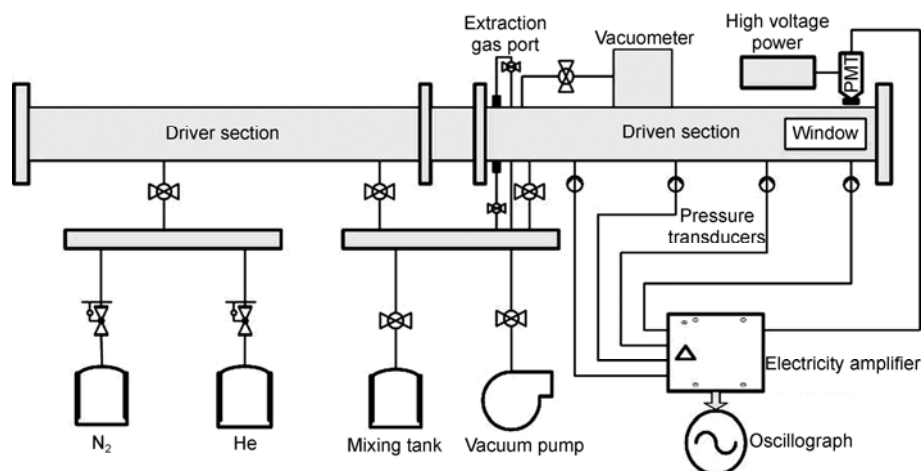 Extraction
gas port
Vacuometer
High voltage
power
PMT
Driver section
Driven section
Window
Pressure
transducers
Electricity amplifier
N₂
He
Mixing tank
Vacuum pump
Oscillograph